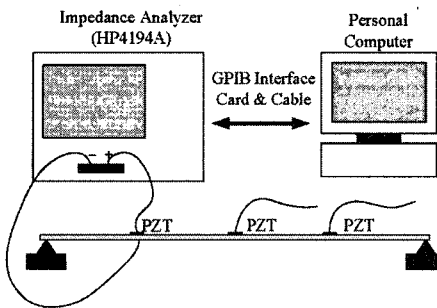 Impedance Analyzer
(HP4194A)
Personal
Computer
GPIB Interface
Card & Cable
- +
PZT
PZT
PZT